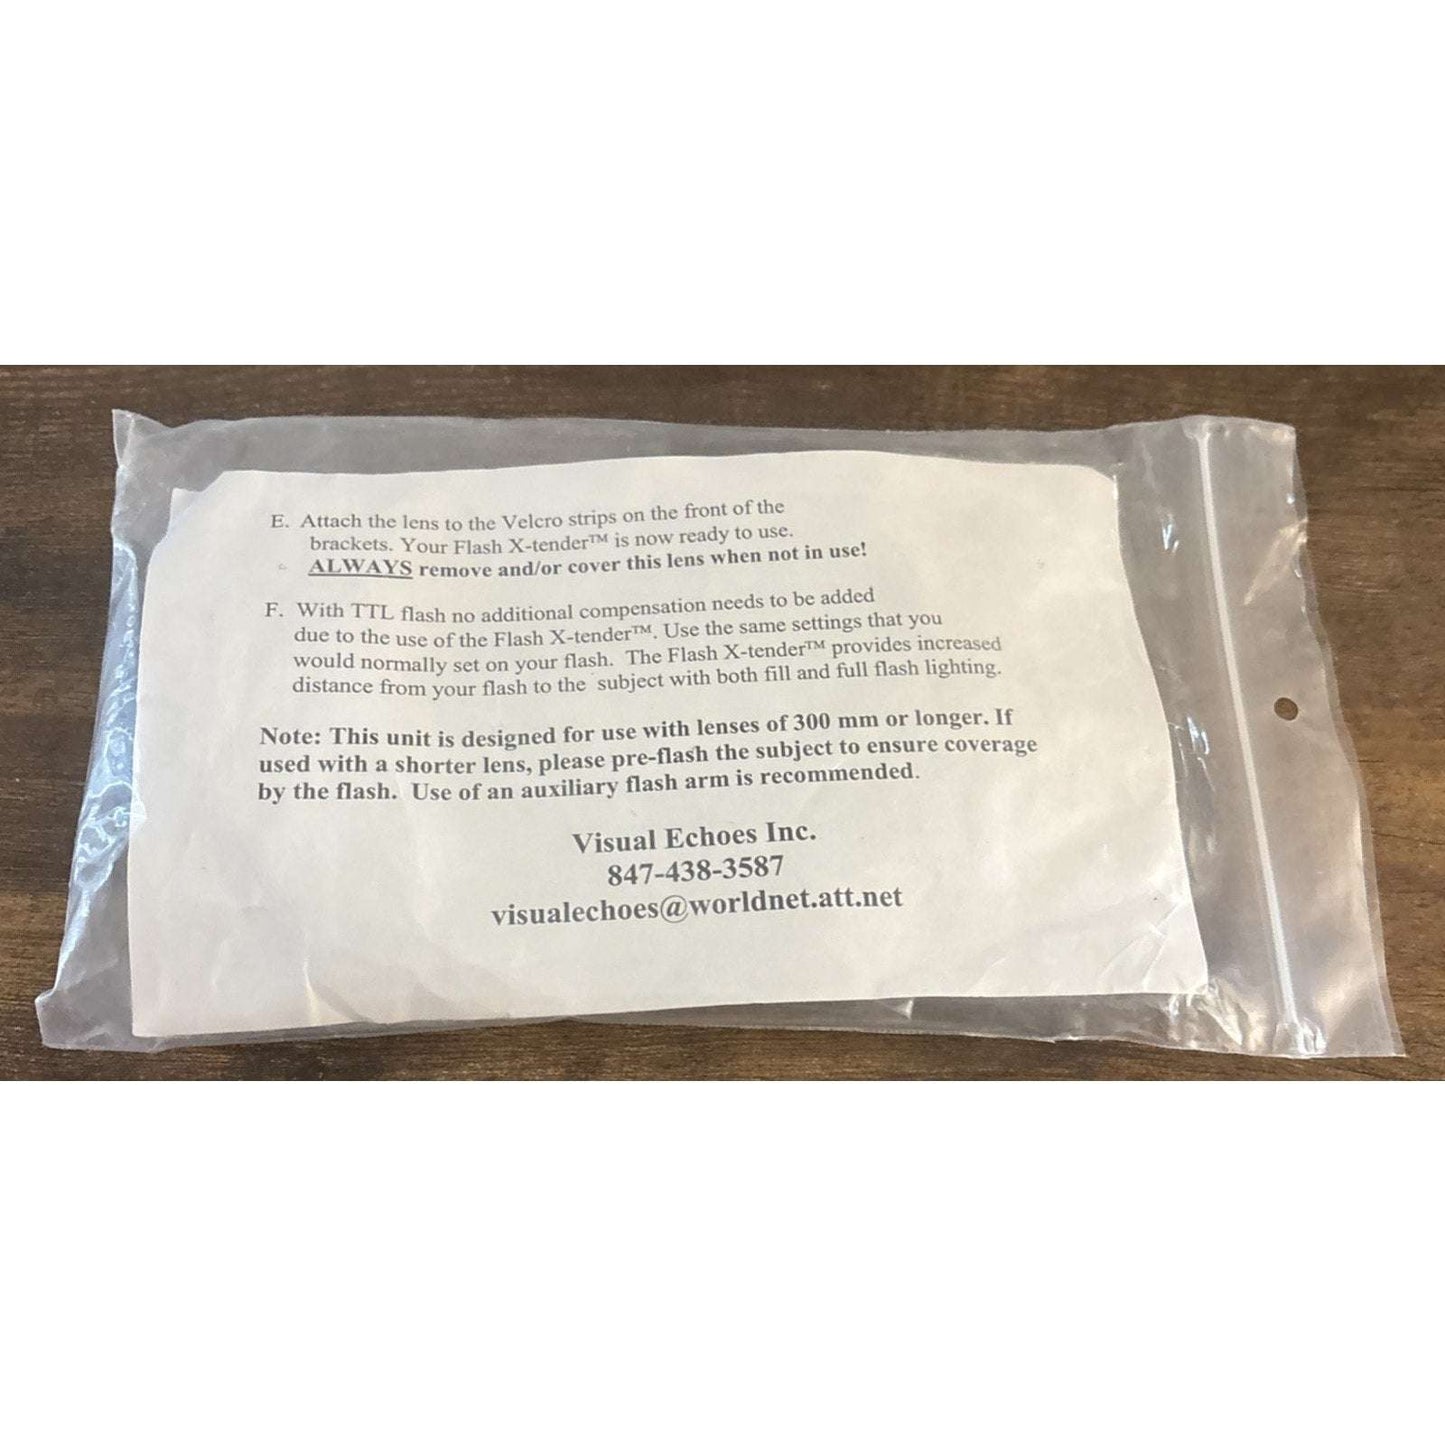 E. Attach the lens to the Velcro strips on the front of the
brackets. Your Flash X-tender™ is now ready to use.
ALWAYS remove and/or cover this lens when not in use!
F. With TTL flash no additional compensation needs to be added
due to the use of the Flash X-tender™. Use the same settings that you
would normally set on your flash. The Flash X-tender™ provides increased
distance from your flash to the subject with both fill and full flash lighting.
Note: This unit is designed for use with lenses of 300 mm or longer. If
used with a shorter lens, please pre-flash the subject to ensure coverage
by the flash. Use of an auxiliary flash arm is recommended.
Visual Echoes Inc.
847-438-3587
visualechoes@worldnet.att.net